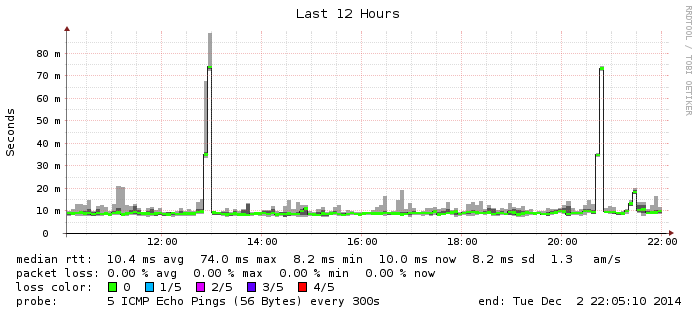 Last 12 Hours
RRDTOOL / TOBI OETIKER
Seconds
80 m
70 m
60 m
50 m
40 m
30 m
20 m
10 m
0
12:00 14:00 16:00 18:00 20:00 22:00
median rtt: 10.4 ms avg 74.0 ms max 8.2 ms min 10.0 ms now 8.2 ms sd 1.3 am/s
packet loss: 0.00 % avg 0.00 % max 0.00 % min 0.00 % now
loss color: 0 1/5 2/5 3/5 4/5
probe: 5 ICMP Echo Pings (56 Bytes) every 300s end: Tue Dec 2 22:05:10 2014